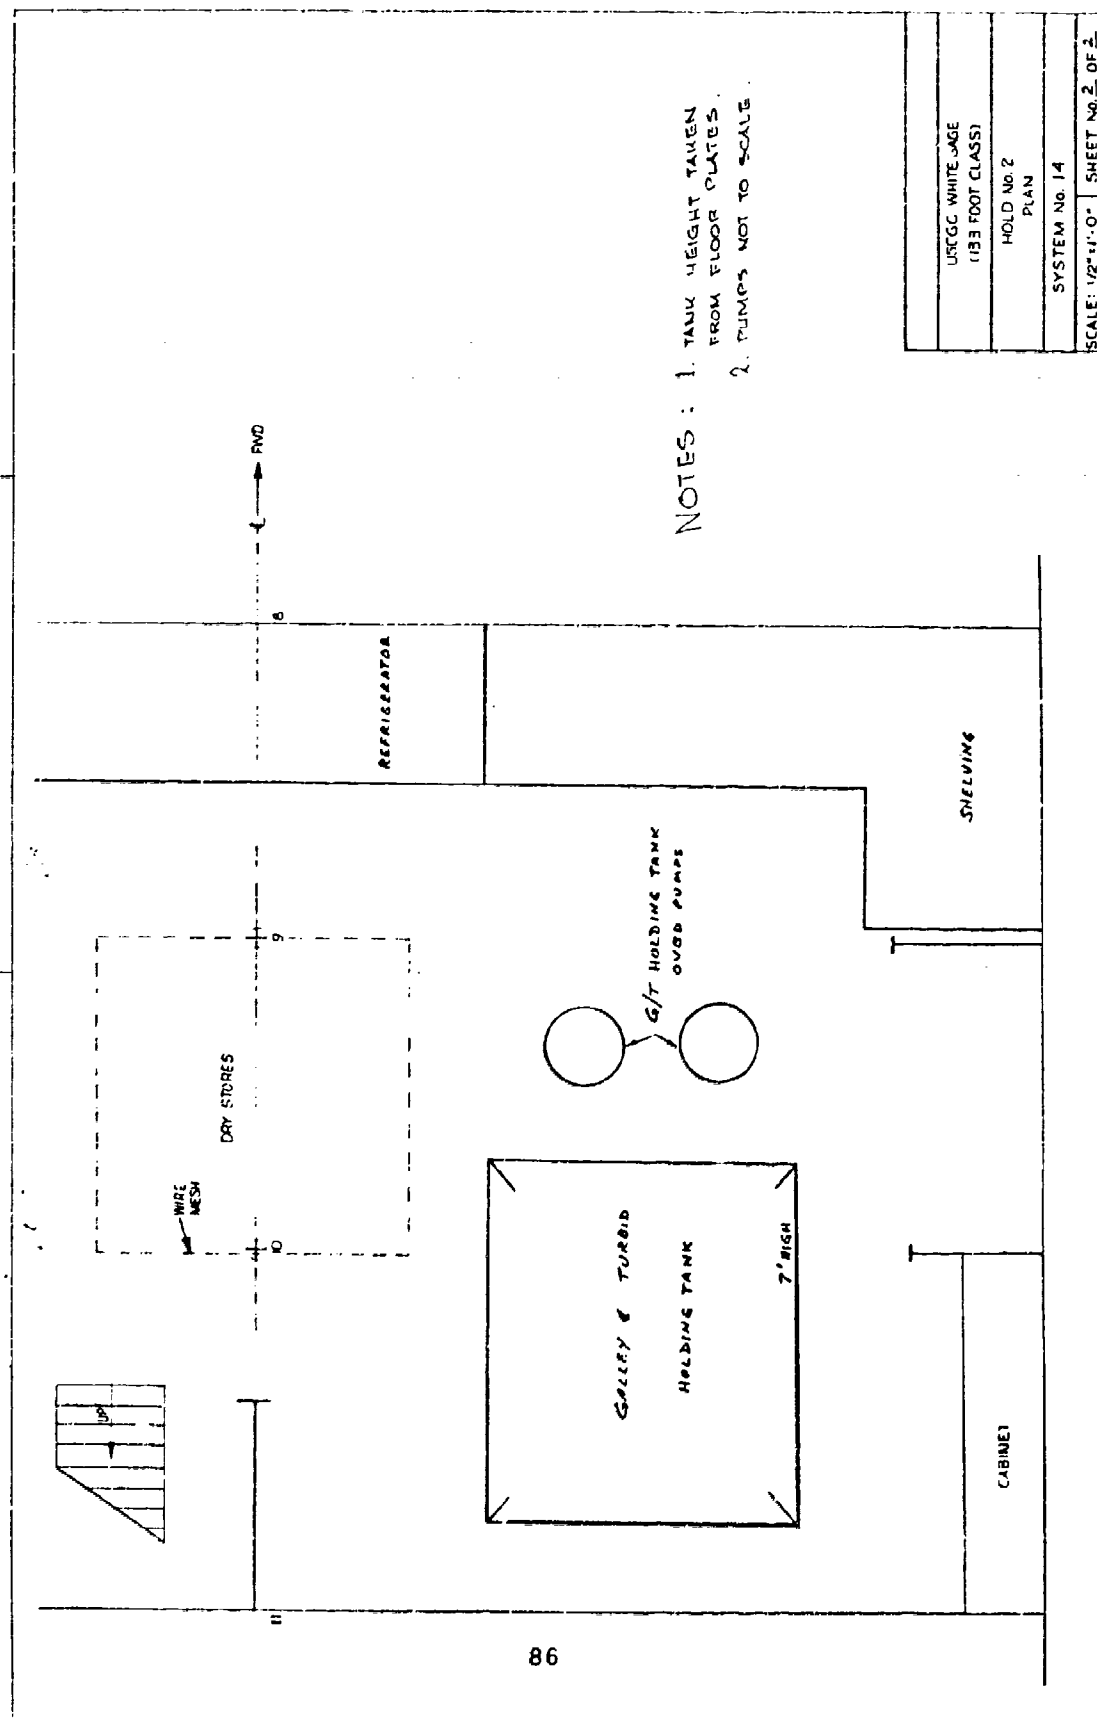 UP
WIRE
MESH
DRY STORES
11
10
9
8
℄
FWD
REFRIGERATOR
GALLEY & TURBID
HOLDING TANK
7' HIGH
G/T HOLDING TANK
OVBD PUMPS
CABINET
SHELVING
NOTES : 1. TANK HEIGHT TAKEN
FROM FLOOR PLATES.
2. PUMPS NOT TO SCALE.
USCGC WHITE SAGE
(133 FOOT CLASS)
HOLD NO. 2
PLAN
SYSTEM No. 14
SCALE: 1/2"=1'-0" SHEET NO. 2 OF 2
86